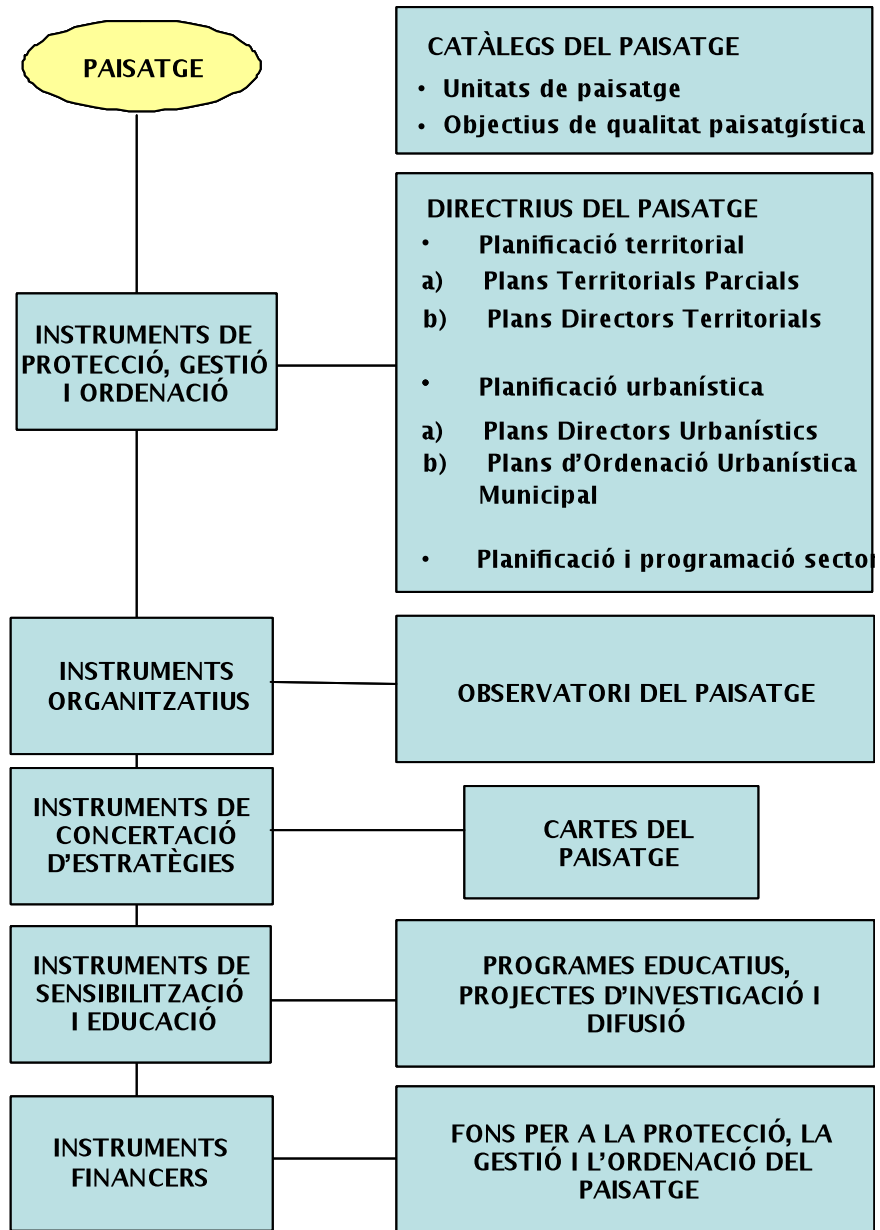 PAISATGE
CATÀLEGS DEL PAISATGE
• Unitats de paisatge
• Objectius de qualitat paisatgística
DIRECTRIUS DEL PAISATGE
• Planificació territorial
a) Plans Territorials Parcials
b) Plans Directors Territorials
• Planificació urbanística
a) Plans Directors Urbanístics
b) Plans d'Ordenació Urbanística
Municipal
• Planificació i programació sector
INSTRUMENTS DE
PROTECCIÓ, GESTIÓ
I ORDENACIÓ
INSTRUMENTS
ORGANITZATIUS
OBSERVATORI DEL PAISATGE
INSTRUMENTS DE
CONCERTACIÓ
D'ESTRATÈGIES
CARTES DEL
PAISATGE
INSTRUMENTS DE
SENSIBILITZACIÓ
I EDUCACIÓ
PROGRAMES EDUCATIUS,
PROJECTES D'INVESTIGACIÓ I
DIFUSIÓ
INSTRUMENTS
FINANCERS
FONS PER A LA PROTECCIÓ, LA
GESTIÓ I L'ORDENACIÓ DEL
PAISATGE